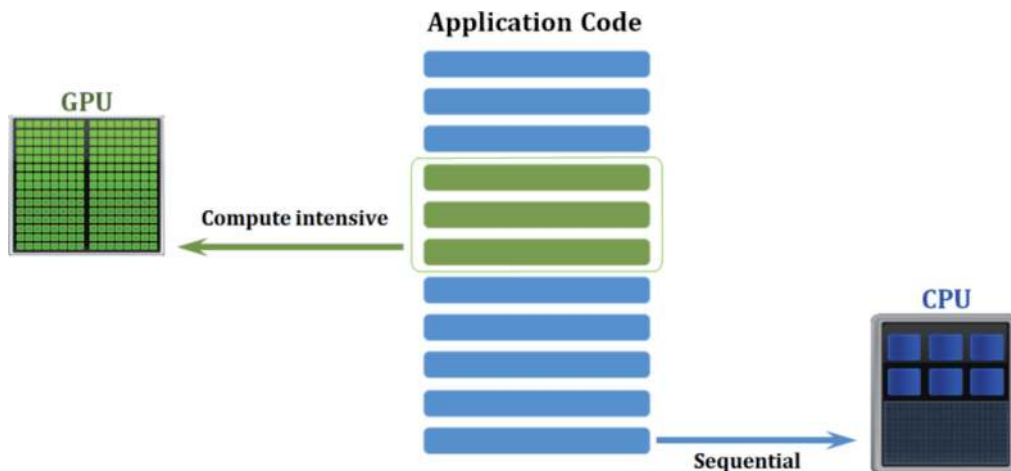 Application Code
GPU
Compute intensive
CPU
Sequential